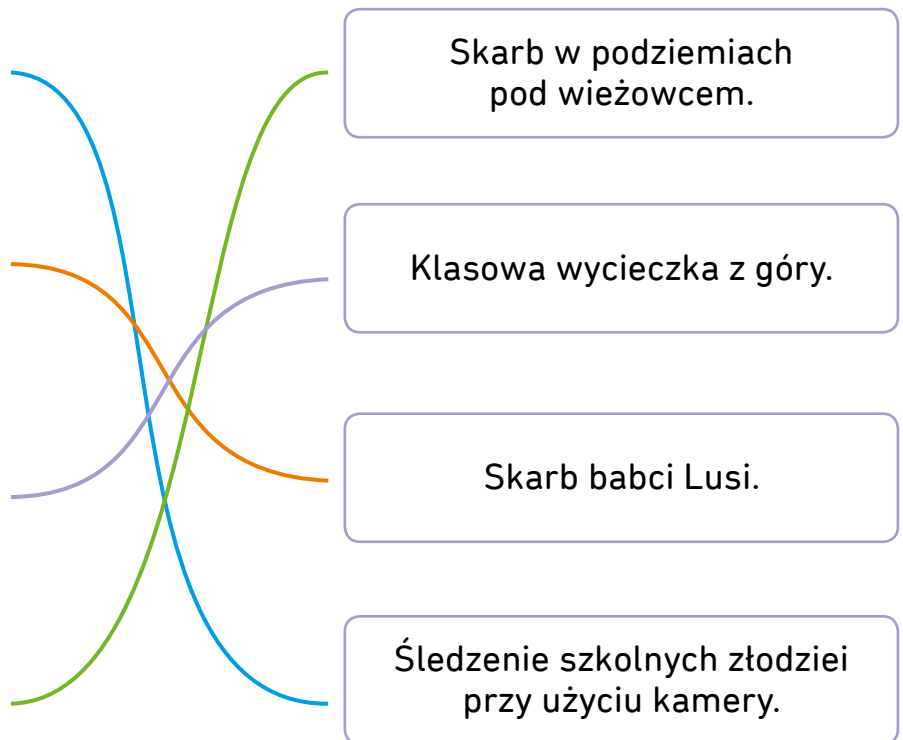 Skarb w podziemiach
pod wieżowcem.
Klasowa wycieczka z góry.
Skarb babci Lusi.
Śledzenie szkolnych złodziei
przy użyciu kamery.